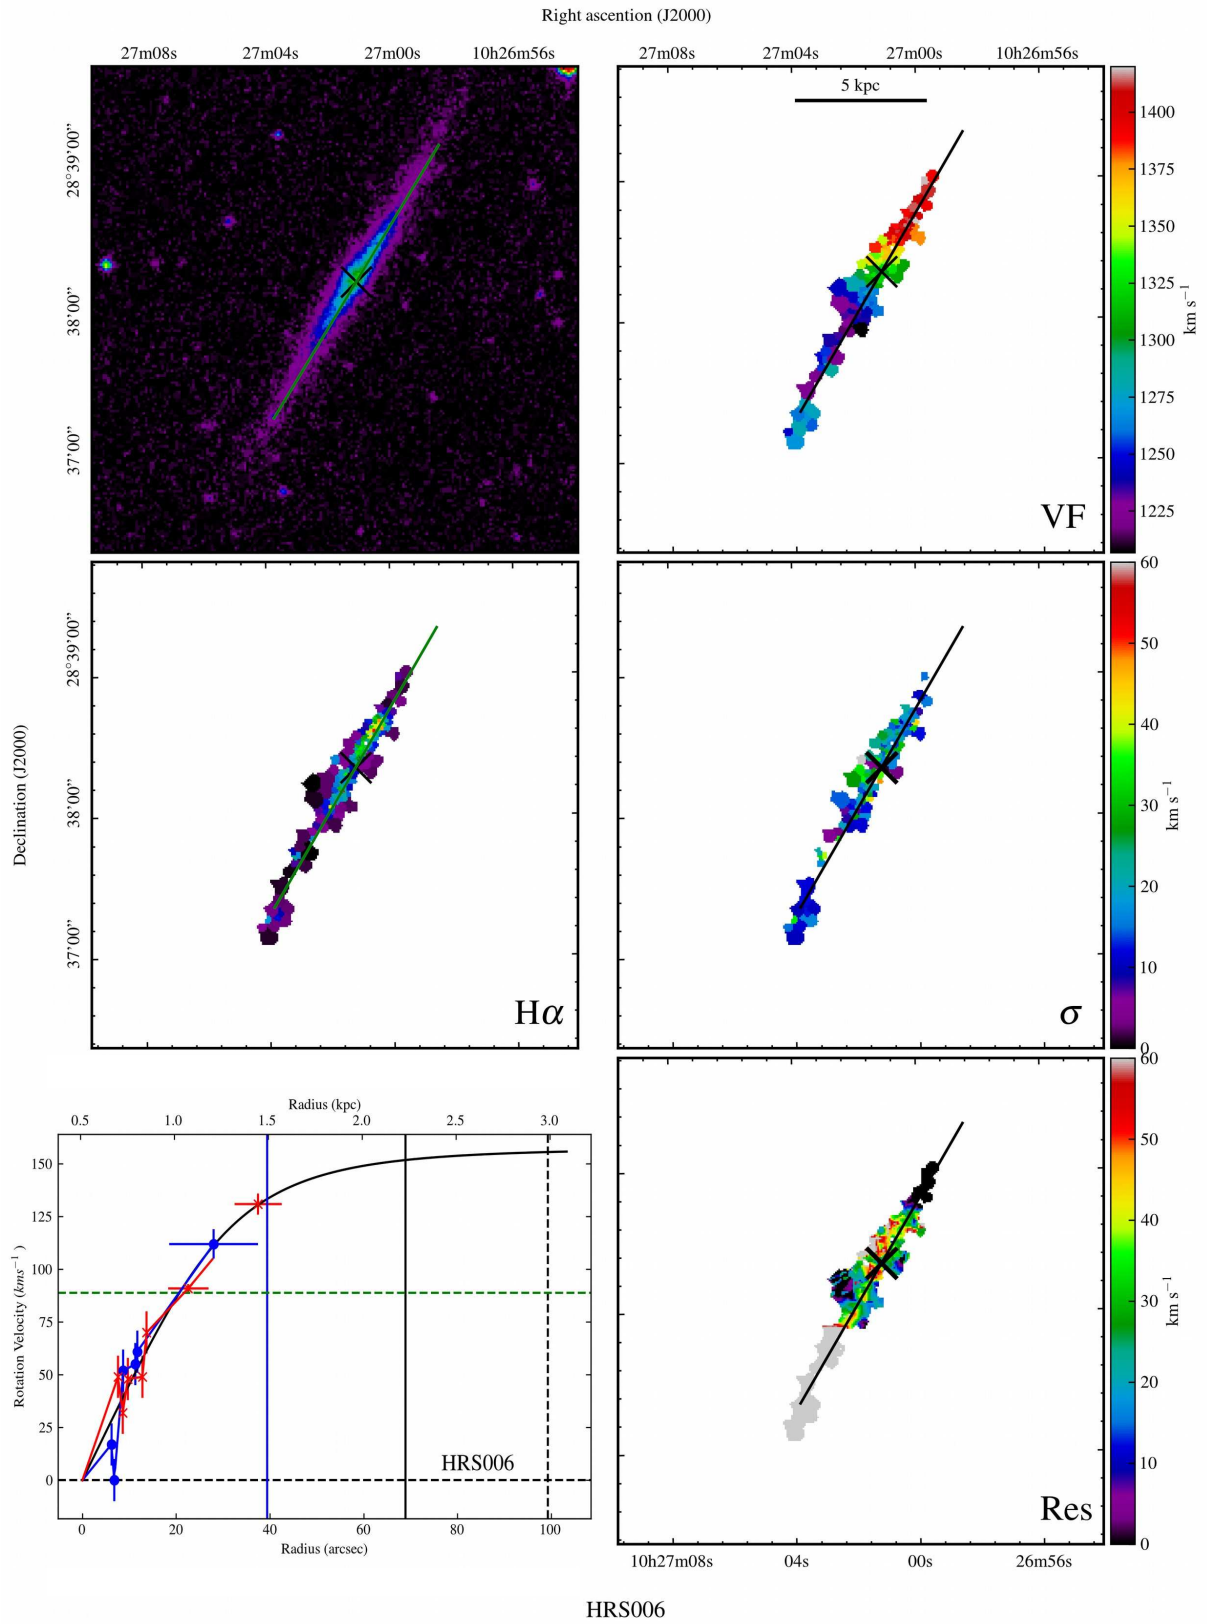 Right ascention (J2000)
27m08s 27m04s 27m00s 10h26m56s
27m08s 27m04s 27m00s 10h26m56s
28°39'00”
38'00”
37'00”
5 kpc
VF
1400
1375
1350
1325
1300
1275
1250
1225
km s⁻¹
Declination (J2000)
28°39'00”
38'00”
37'00”
Hα
σ
60
50
40
30
20
10
0
km s⁻¹
Radius (kpc)
0.5 1.0 1.5 2.0 2.5 3.0
Rotation Velocity (kms⁻¹ )
150
125
100
75
50
25
0
HRS006
0 20 40 60 80 100
Radius (arcsec)
60
50
40
30
20
10
0
km s⁻¹
Res
10h27m08s 04s 00s 26m56s
HRS006